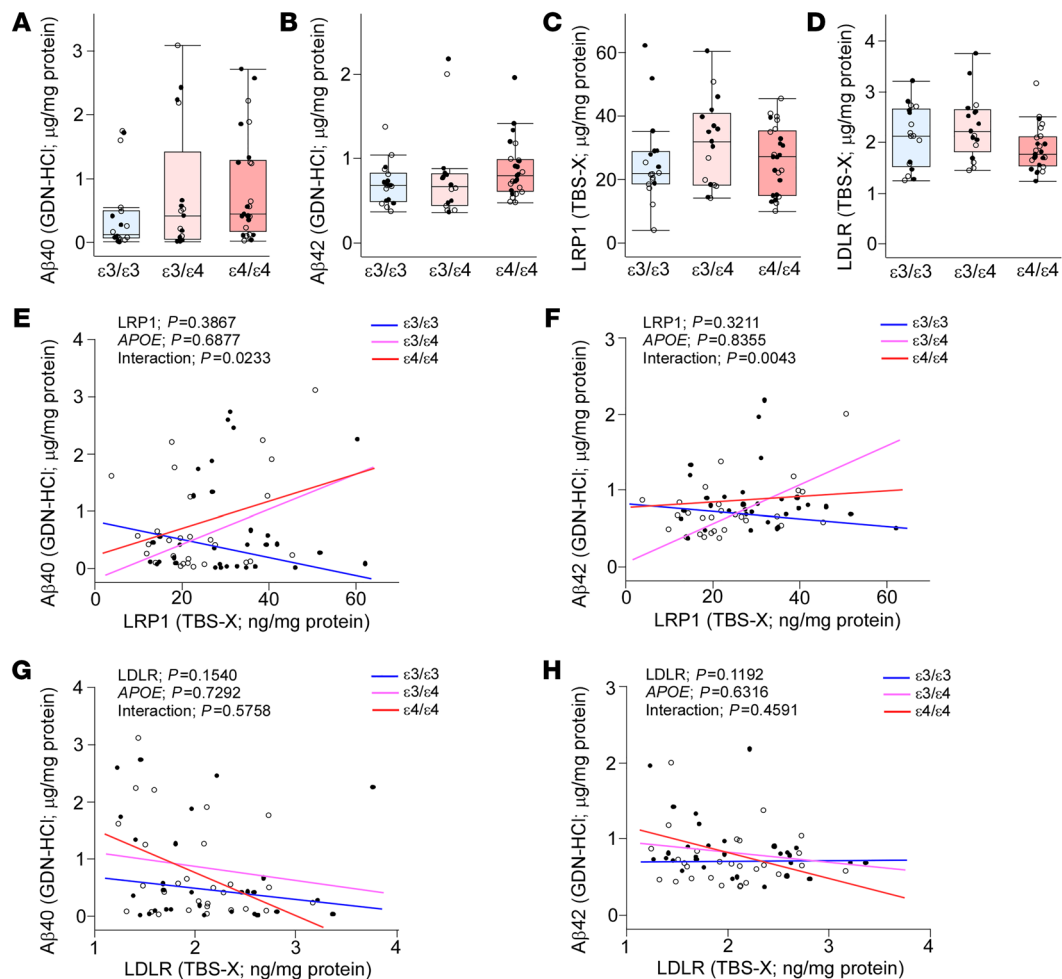 A
Aβ40 (GDN-HCl; μg/mg protein)
3
2
1
0
ε3/ε3
ε3/ε4
ε4/ε4
B
Aβ42 (GDN-HCl; μg/mg protein)
2
1
0
ε3/ε3
ε3/ε4
ε4/ε4
C
LRP1 (TBS-X; μg/mg protein)
60
40
20
0
ε3/ε3
ε3/ε4
ε4/ε4
D
LDLR (TBS-X; μg/mg protein)
4
3
2
1
0
ε3/ε3
ε3/ε4
ε4/ε4
E
LRP1; P=0.3867
APOE; P=0.6877
Interaction; P=0.0233
ε3/ε3
ε3/ε4
ε4/ε4
Aβ40 (GDN-HCl; μg/mg protein)
4
3
2
1
0
0
20
40
60
LRP1 (TBS-X; ng/mg protein)
F
LRP1; P=0.3211
APOE; P=0.8355
Interaction; P=0.0043
ε3/ε3
ε3/ε4
ε4/ε4
Aβ42 (GDN-HCl; μg/mg protein)
3
2
1
0
0
20
40
60
LRP1 (TBS-X; ng/mg protein)
G
LDLR; P=0.1540
APOE; P=0.7292
Interaction; P=0.5758
ε3/ε3
ε3/ε4
ε4/ε4
Aβ40 (GDN-HCl; μg/mg protein)
4
3
2
1
0
1
2
3
4
LDLR (TBS-X; ng/mg protein)
H
LDLR; P=0.1192
APOE; P=0.6316
Interaction; P=0.4591
ε3/ε3
ε3/ε4
ε4/ε4
Aβ42 (GDN-HCl; μg/mg protein)
3
2
1
0
1
2
3
4
LDLR (TBS-X; ng/mg protein)